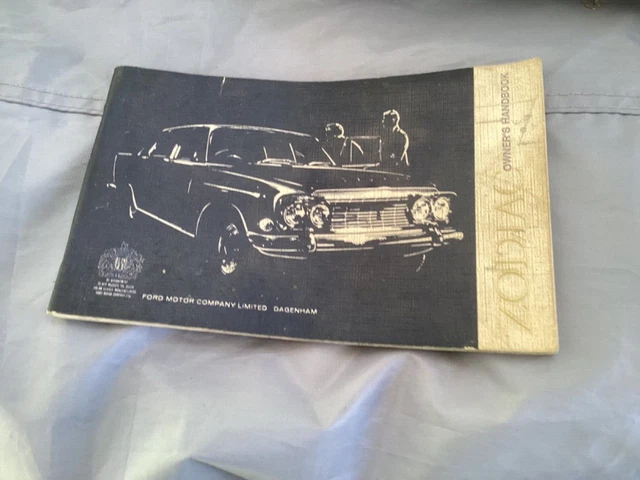 FORD MOTOR COMPANY LIMITED DAGENHAM
ZODIAC
OWNER'S HANDBOOK